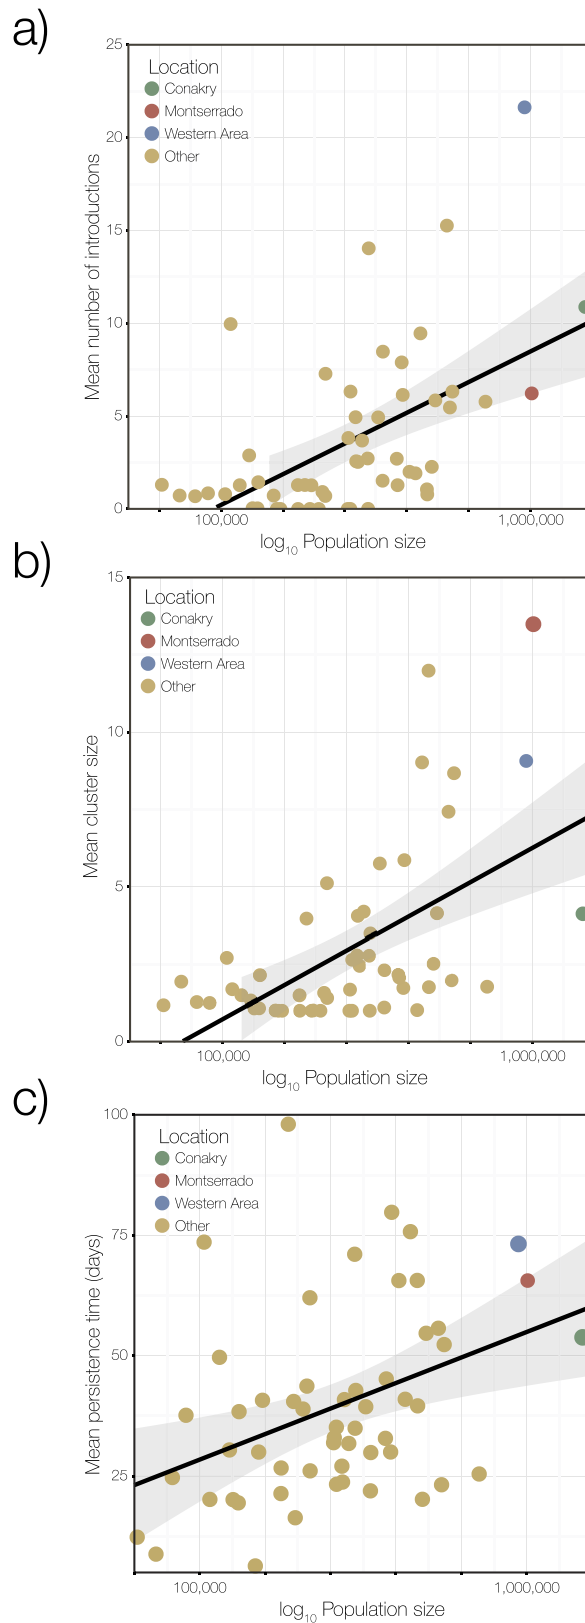 a)
25
20
15
10
5
0
Mean number of introductions
Location
Conakry
Montserrado
Western Area
Other
100,000
1,000,000
log10 Population size
b)
15
10
5
0
Mean cluster size
Location
Conakry
Montserrado
Western Area
Other
100,000
1,000,000
log10 Population size
c)
100
75
50
25
Mean persistence time (days)
Location
Conakry
Montserrado
Western Area
Other
100,000
1,000,000
log10 Population size